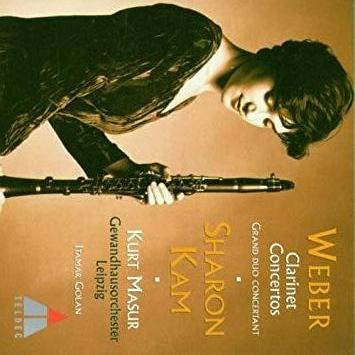 WEBER
Clarinet
Concertos
GRAND DUO CONCERTANT
SHARON
KAM
KURT MASUR
Gewandhausorchester
Leipzig
ITAMAR GOLAN
TELDEC